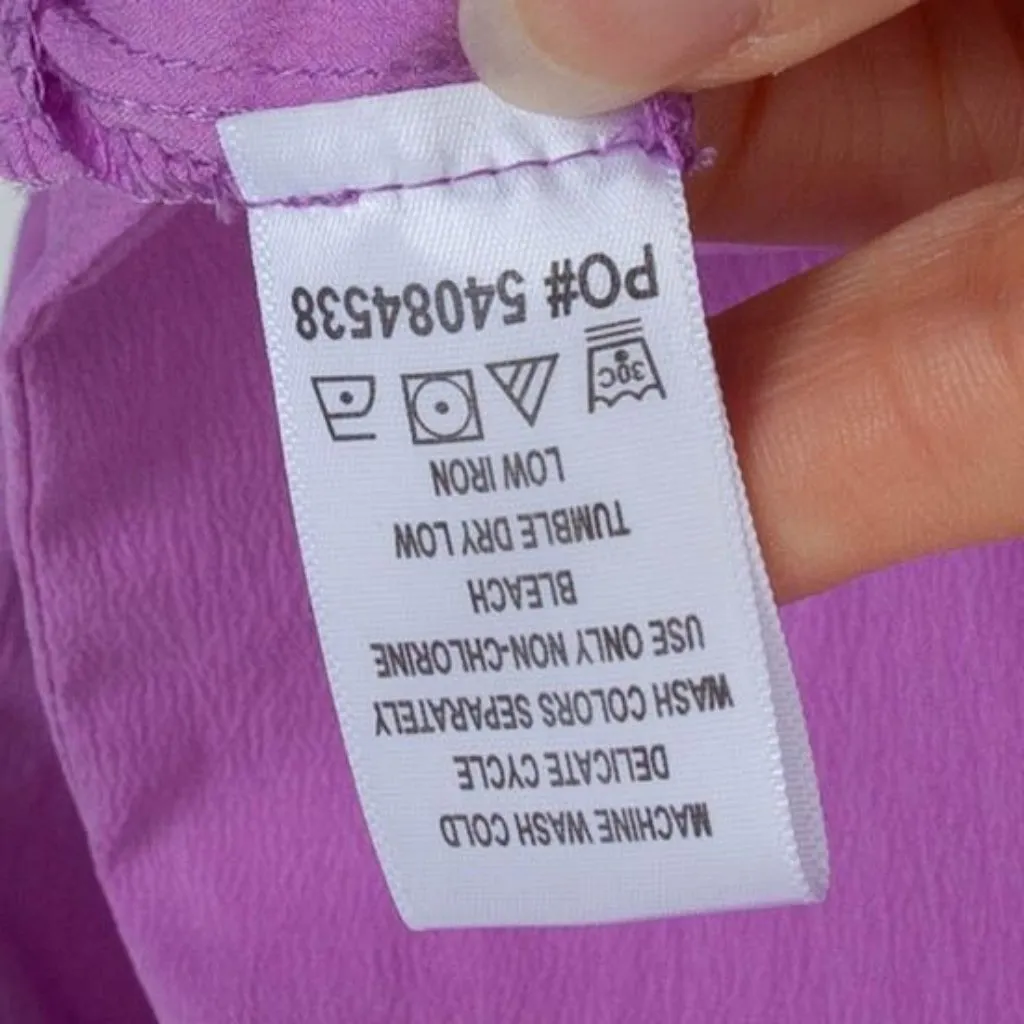 MACHINE WASH COLD
DELICATE CYCLE
WASH COLORS SEPARATELY
USE ONLY NON-CHLORINE
BLEACH
TUMBLE DRY LOW
LOW IRON
30C
PO# 54084538